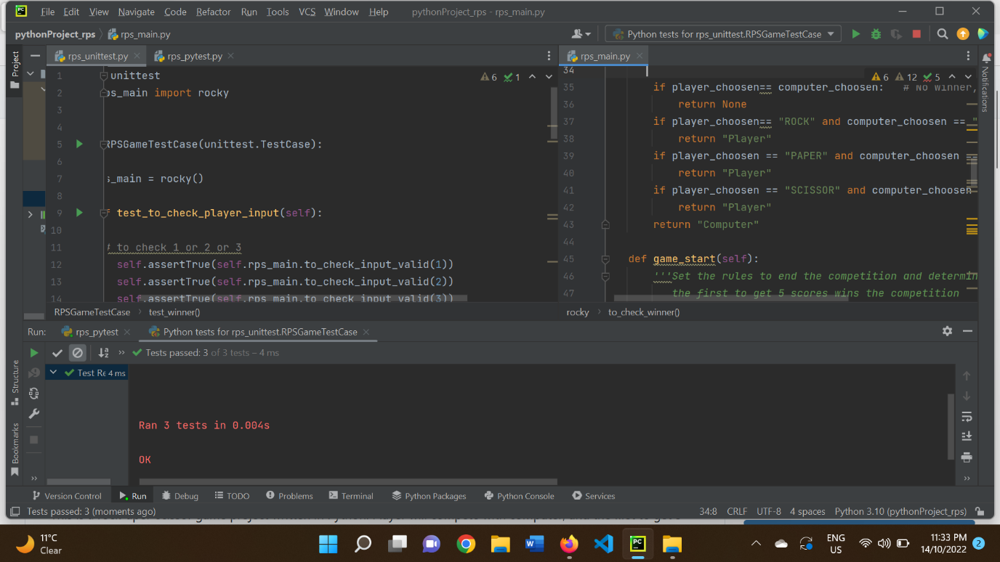 PC File Edit View Navigate Code Refactor Run Tools VCS Window Help pythonProject_rps - rps_main.py
pythonProject_rps rps_main.py Python tests for rps_unittest.RPSGameTestCase
Project
rps_unittest.py rps_pytest.py
rps_main.py
Notifications
6 1
1 unittest
2 ps_main import rocky
3
4
5 RPSGameTestCase(unittest.TestCase):
6
7 s_main = rocky()
8
9 test_to_check_player_input(self):
10
11 # to check 1 or 2 or 3
12 self.assertTrue(self.rps_main.to_check_input_valid(1))
13 self.assertTrue(self.rps_main.to_check_input_valid(2))
14 self.assertTrue(self.rps_main.to_check_input_valid(3))
RPSGameTestCase test_winner()
6 12 5
34
35 if player_choosen== computer_choosen: # No winner,
36 return None
37 if player_choosen== "ROCK" and computer_choosen == "
38 return "Player"
39 if player_choosen == "PAPER" and computer_choosen ==
40 return "Player"
41 if player_choosen == "SCISSOR" and computer_choosen
42 return "Player"
43 return "Computer"
44
45 def game_start(self):
46 '''Set the rules to end the competition and determin
47 the first to get 5 scores wins the competition
rocky to_check_winner()
Run: rps_pytest Python tests for rps_unittest.RPSGameTestCase
Tests passed: 3 of 3 tests – 4 ms
Test Re 4 ms
Ran 3 tests in 0.004s
OK
Structure
Bookmarks
Version Control Run Debug TODO Problems Terminal Python Packages Python Console Services
Tests passed: 3 (moments ago) 34:8 CRLF UTF-8 4 spaces Python 3.10 (pythonProject_rps)
11°C
Clear
W
PC
ENG
US
11:33 PM
14/10/2022
2